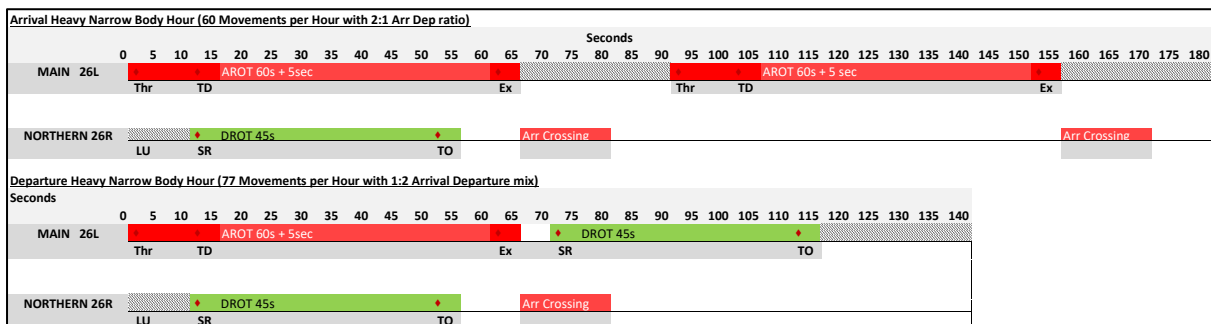 Arrival Heavy Narrow Body Hour (60 Movements per Hour with 2:1 Arr Dep ratio)
Seconds
0 5 10 15 20 25 30 35 40 45 50 55 60 65 70 75 80 85 90 95 100 105 110 115 120 125 130 135 140 145 150 155 160 165 170 175 180
MAIN 26L AROT 60s + 5sec AROT 60s + 5 sec
Thr TD Ex Thr TD Ex
NORTHERN 26R DROT 45s Arr Crossing Arr Crossing
LU SR TO
Departure Heavy Narrow Body Hour (77 Movements per Hour with 1:2 Arrival Departure mix)
Seconds
0 5 10 15 20 25 30 35 40 45 50 55 60 65 70 75 80 85 90 95 100 105 110 115 120 125 130 135 140
MAIN 26L AROT 60s + 5sec DROT 45s
Thr TD Ex SR TO
NORTHERN 26R DROT 45s Arr Crossing
LU SR TO